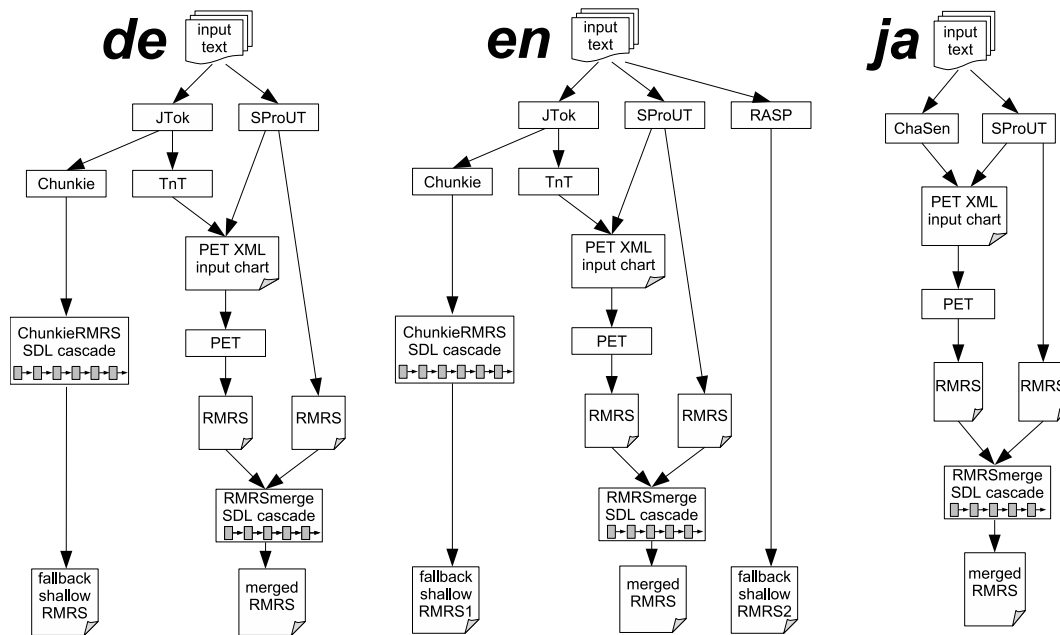 de
input
text
JTok
SProUT
Chunkie
TnT
PET XML
input chart
ChunkieRMRS
SDL cascade
PET
RMRS
RMRS
RMRSmerge
SDL cascade
fallback
shallow
RMRS
merged
RMRS
en
input
text
JTok
SProUT
RASP
Chunkie
TnT
PET XML
input chart
ChunkieRMRS
SDL cascade
PET
RMRS
RMRS
RMRSmerge
SDL cascade
fallback
shallow
RMRS1
merged
RMRS
fallback
shallow
RMRS2
ja
input
text
ChaSen
SProUT
PET XML
input chart
PET
RMRS
RMRS
RMRSmerge
SDL cascade
merged
RMRS